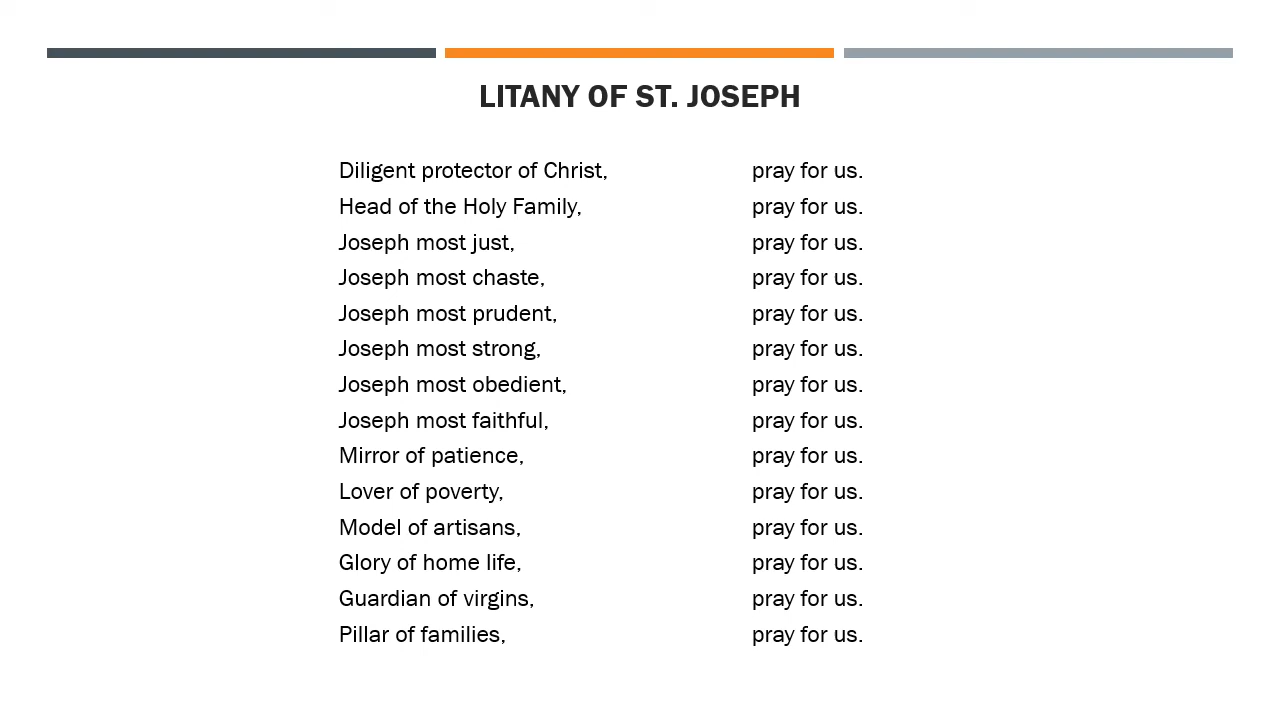 LITANY OF ST. JOSEPH
Diligent protector of Christ, pray for us.
Head of the Holy Family, pray for us.
Joseph most just, pray for us.
Joseph most chaste, pray for us.
Joseph most prudent, pray for us.
Joseph most strong, pray for us.
Joseph most obedient, pray for us.
Joseph most faithful, pray for us.
Mirror of patience, pray for us.
Lover of poverty, pray for us.
Model of artisans, pray for us.
Glory of home life, pray for us.
Guardian of virgins, pray for us.
Pillar of families, pray for us.